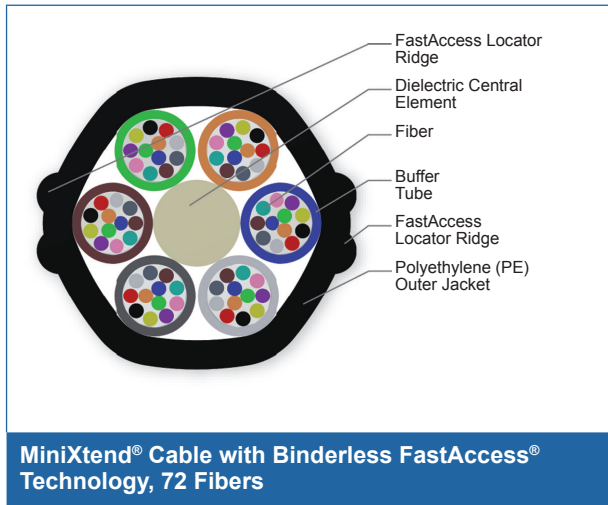 FastAccess Locator
Ridge
Dielectric Central
Element
Fiber
Buffer
Tube
FastAccess
Locator Ridge
Polyethylene (PE)
Outer Jacket
MiniXtend® Cable with Binderless FastAccess®
Technology, 72 Fibers